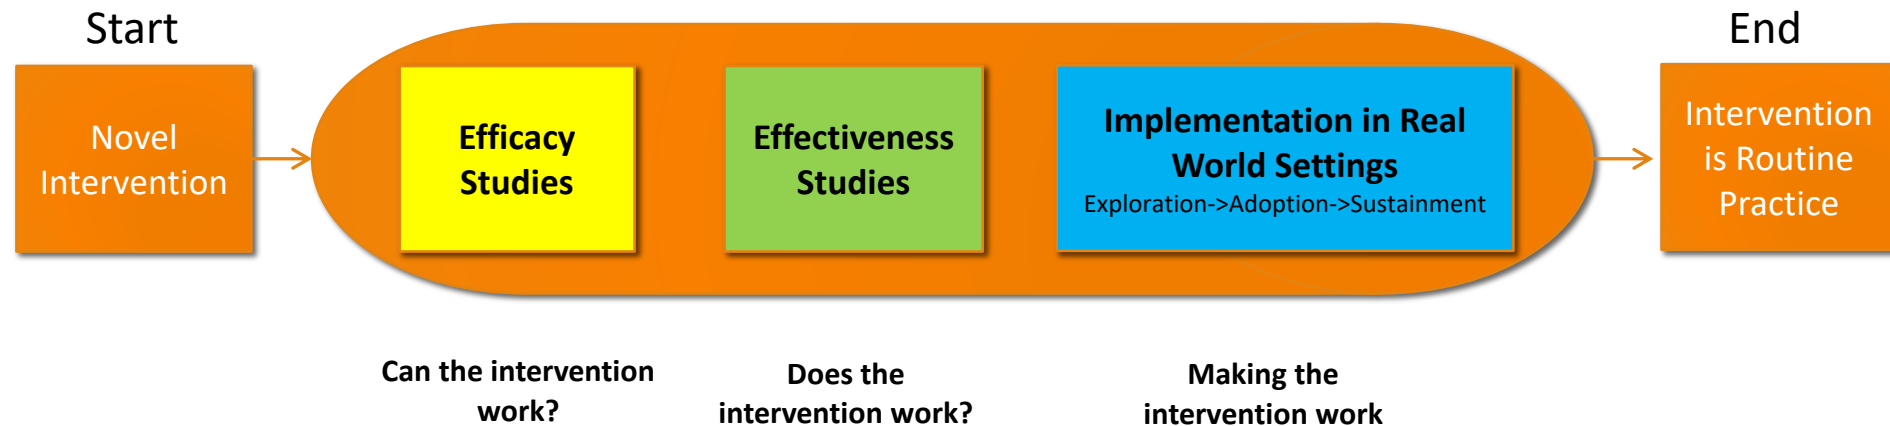 Start
Novel
Intervention
Efficacy
Studies
Effectiveness
Studies
Implementation in Real
World Settings
Exploration->Adoption->Sustainment
End
Intervention
is Routine
Practice
Can the intervention
work?
Does the
intervention work?
Making the
intervention work